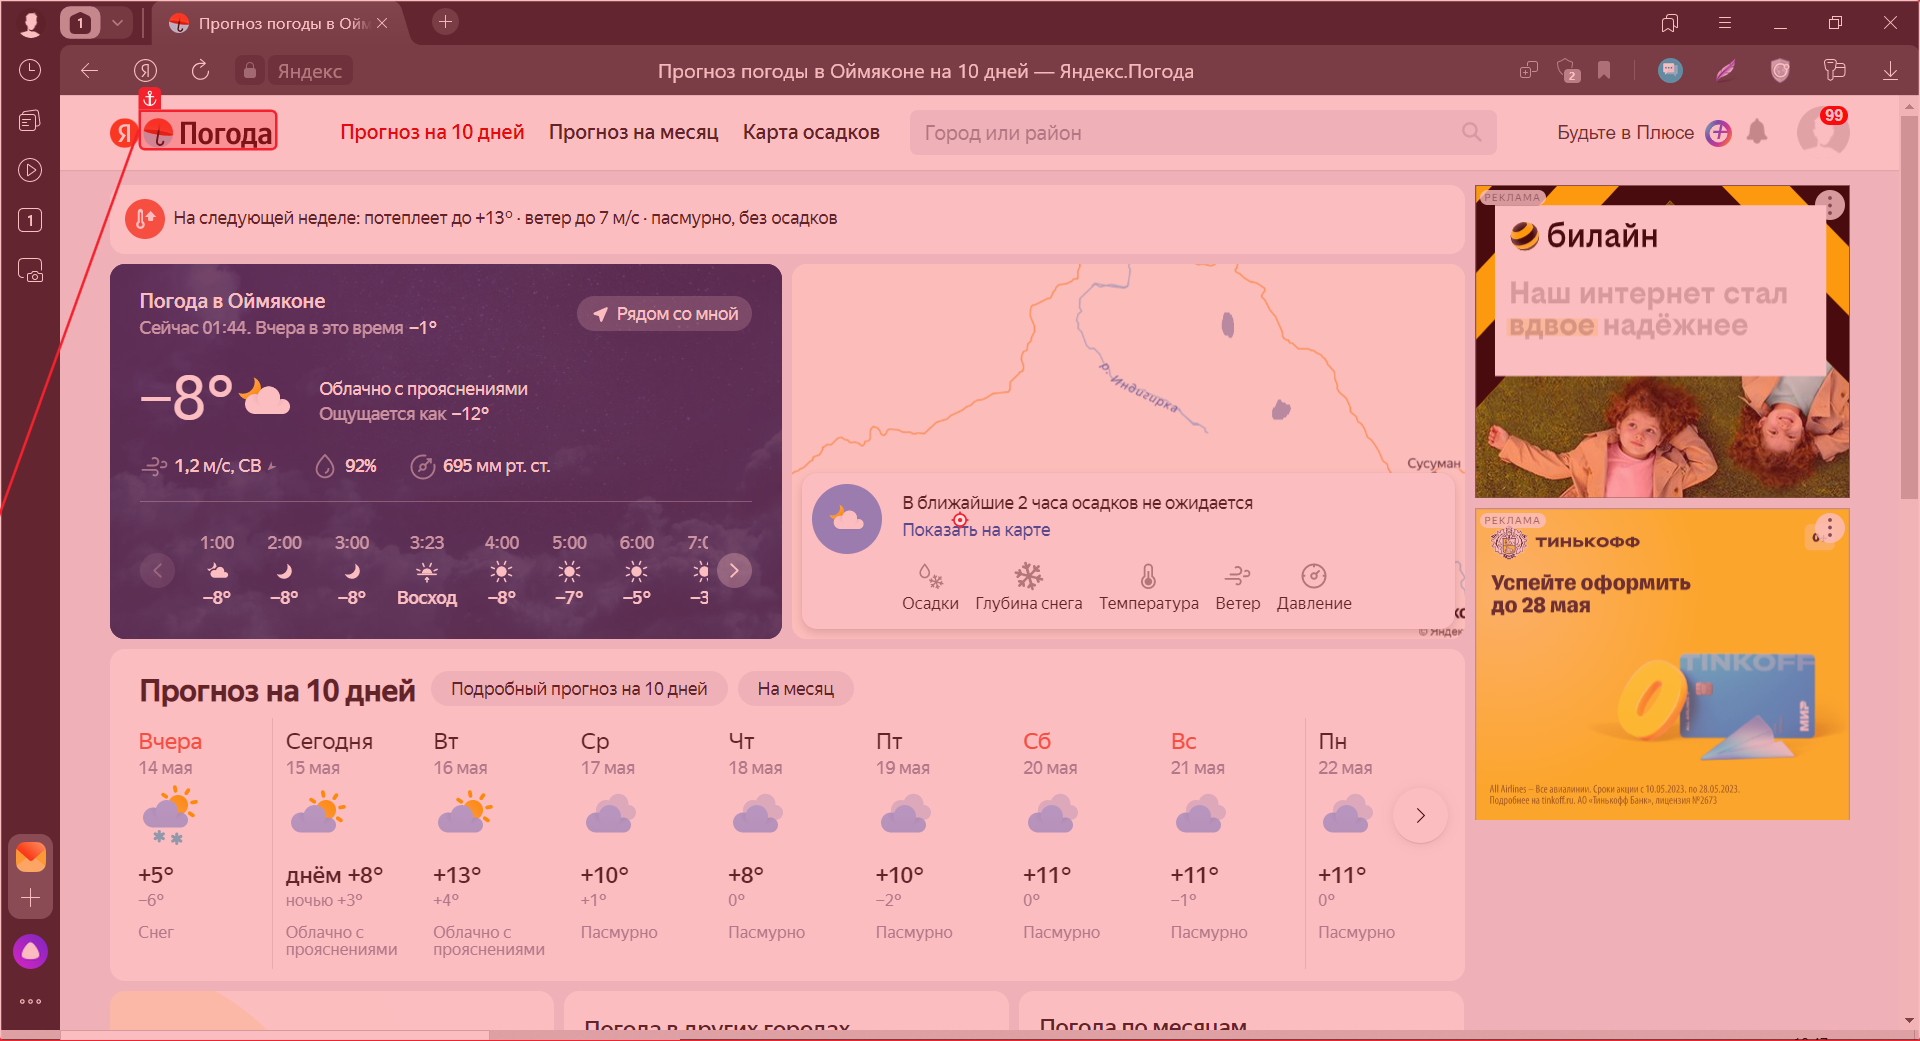 1
Прогноз погоды в Ойм
Яндекс
Прогноз погоды в Оймяконе на 10 дней — Яндекс.Погода
2
1
Я Погода
Прогноз на 10 дней
Прогноз на месяц
Карта осадков
Город или район
Будьте в Плюсе
99
На следующей неделе: потеплеет до +13° · ветер до 7 м/с · пасмурно, без осадков
Погода в Оймяконе
Сейчас 01:44. Вчера в это время −1°
Рядом со мной
−8°
Облачно с прояснениями
Ощущается как −12°
1,2 м/с, СВ
92%
695 мм рт. ст.
1:00 2:00 3:00 3:23 4:00 5:00 6:00
−8° −8° −8° Восход −8° −7° −5° −3
р. Индигирка
Сусуман
В ближайшие 2 часа осадков не ожидается
Показать на карте
Осадки Глубина снега Температура Ветер Давление
© Яндек
РЕКЛАМА
билайн
Наш интернет стал
вдвое надёжнее
РЕКЛАМА
ТИНЬКОФФ
Успейте оформить
до 28 мая
TINKOFF
МИР
All Airlines — Все авиалинии. Сроки акции с 10.05.2023. по 28.05.2023.
Подробнее на tinkoff.ru. АО «Тинькофф Банк», лицензия №2673
Прогноз на 10 дней
Подробный прогноз на 10 дней
На месяц
Вчера Сегодня Вт Ср Чт Пт Сб Вс Пн
14 мая 15 мая 16 мая 17 мая 18 мая 19 мая 20 мая 21 мая 22 мая
+5° днём +8° +13° +10° +8° +10° +11° +11° +11°
−6° ночью +3° +4° +1° 0° −2° 0° −1° 0°
Снег Облачно с Облачно с Пасмурно Пасмурно Пасмурно Пасмурно Пасмурно Пасмурно
прояснениями прояснениями
Погода в других городах
Погода по месяцам